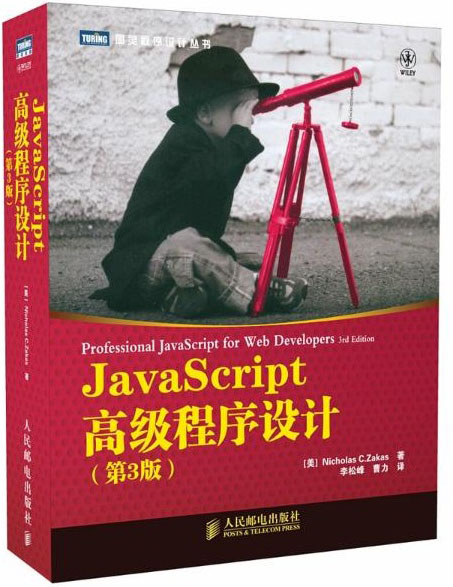 TURING
图灵程序设计丛书
WILEY
Professional JavaScript for Web Developers 3rd Edition
JavaScript
高级程序设计
（第3版）
[美] Nicholas C.Zakas 著
李松峰 曹力 译
人民邮电出版社
POSTS & TELECOM PRESS
TURING
JavaScript
高级程序设计
（第3版）
[美] Nicholas C.Zakas 著
人民邮电出版社